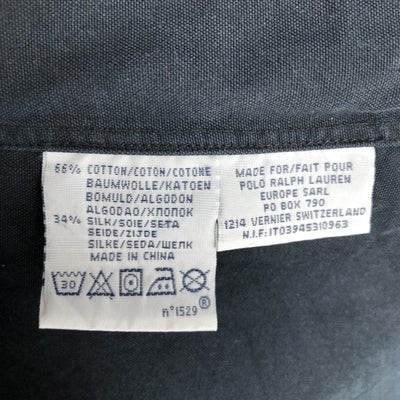 66% COTTON/COTON/COTONE
BAUMWOLLE/KATOEN
BOMULD/ALGODON
ALGODAO/ХЛОПОК
34% SILK/SOIE/SETA
SEIDE/ZIJDE
SILKE/SEDA/ШЕЛК
MADE IN CHINA
30
n°1529 ®
MADE FOR/FAIT POUR
POLO RALPH LAUREN
EUROPE SARL
PO BOX 790
1214 VERNIER SWITZERLAND
N.I.F:IT03945310963